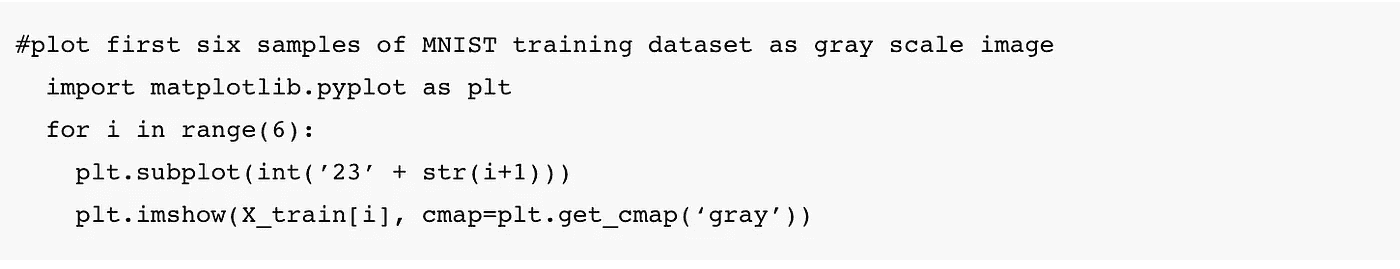 #plot first six samples of MNIST training dataset as gray scale image
import matplotlib.pyplot as plt
for i in range(6):
plt.subplot(int(’23’ + str(i+1)))
plt.imshow(X_train[i], cmap=plt.get_cmap(‘gray’))